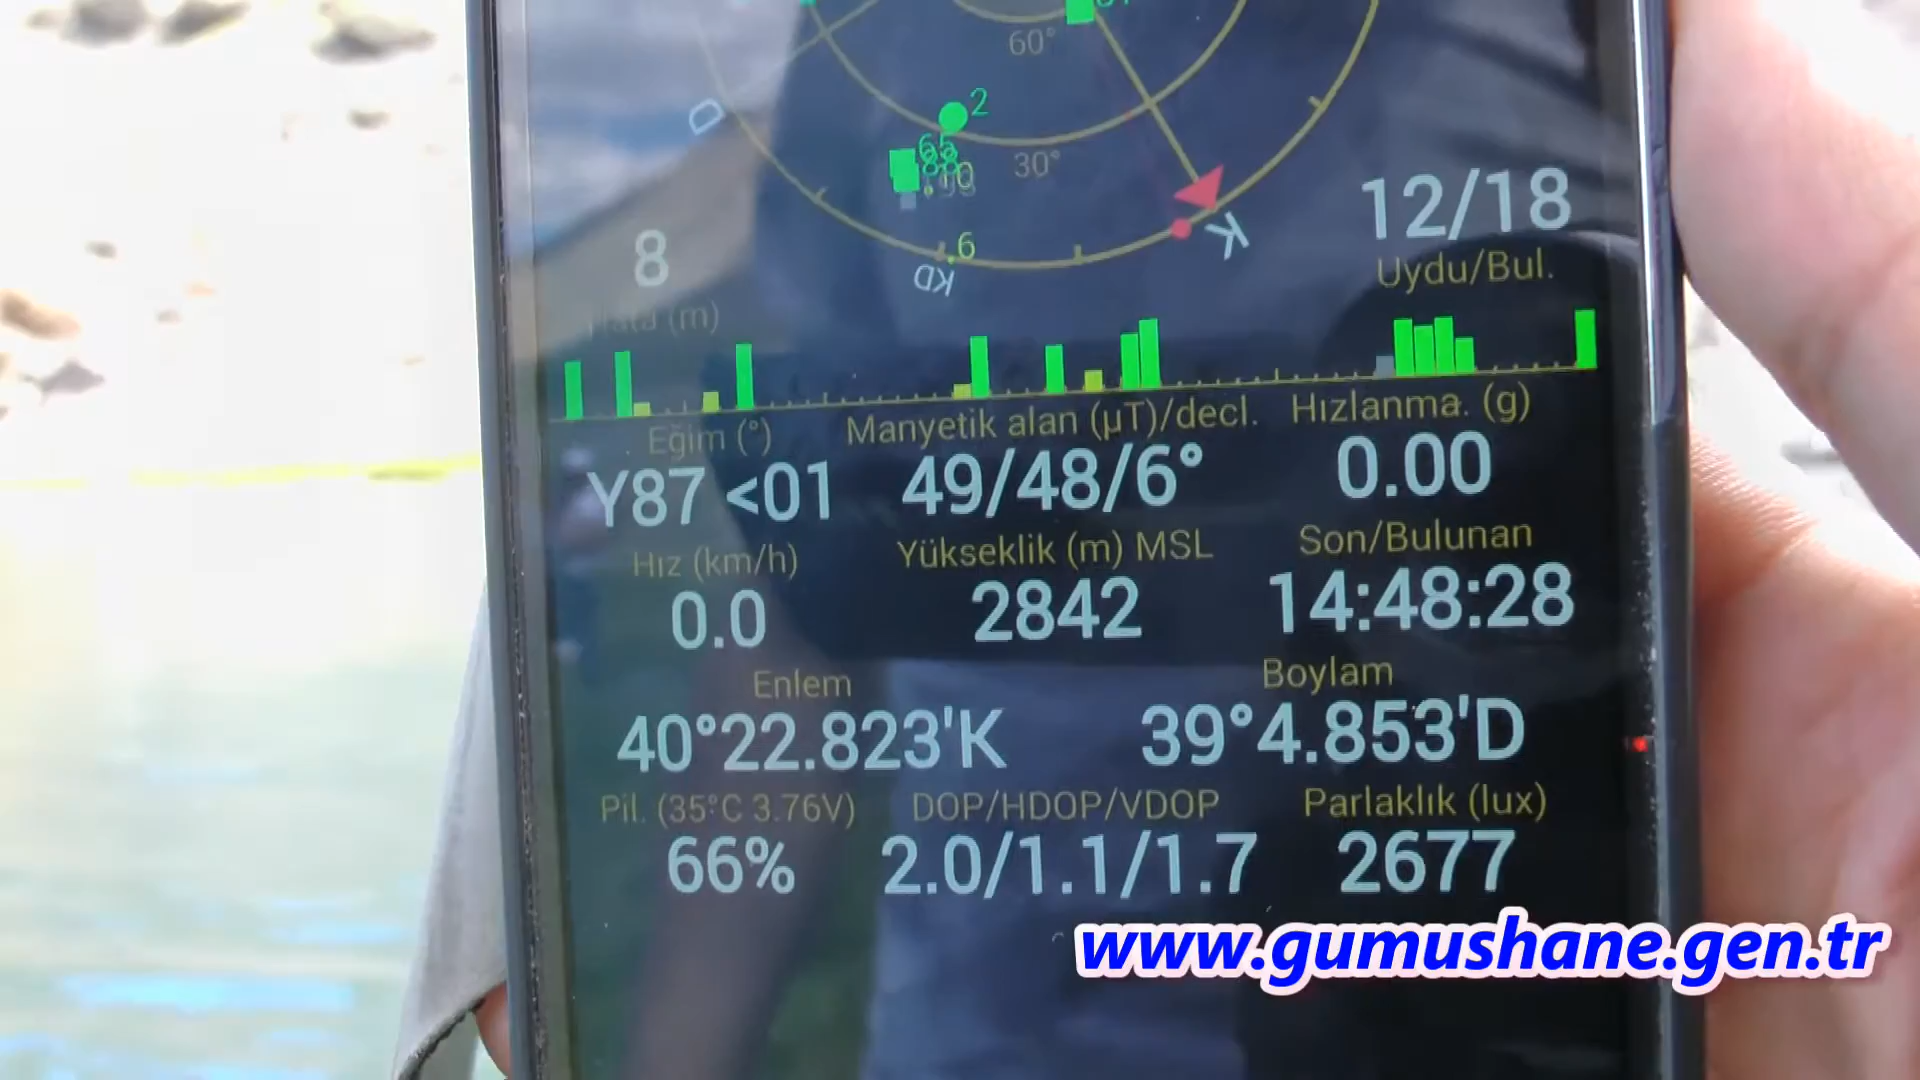 60°
2
D
65
88
30°
.6
K
KD
12/18
Uydu/Bul.
8
Hata (m)
Eğim (°) Manyetik alan (µT)/decl. Hızlanma. (g)
Y87 <01 49/48/6° 0.00
Hız (km/h) Yükseklik (m) MSL Son/Bulunan
0.0 2842 14:48:28
Enlem Boylam
40°22.823'K 39°4.853'D
Pil. (35°C 3.76V) DOP/HDOP/VDOP Parlaklık (lux)
66% 2.0/1.1/1.7 2677
www.gumushane.gen.tr